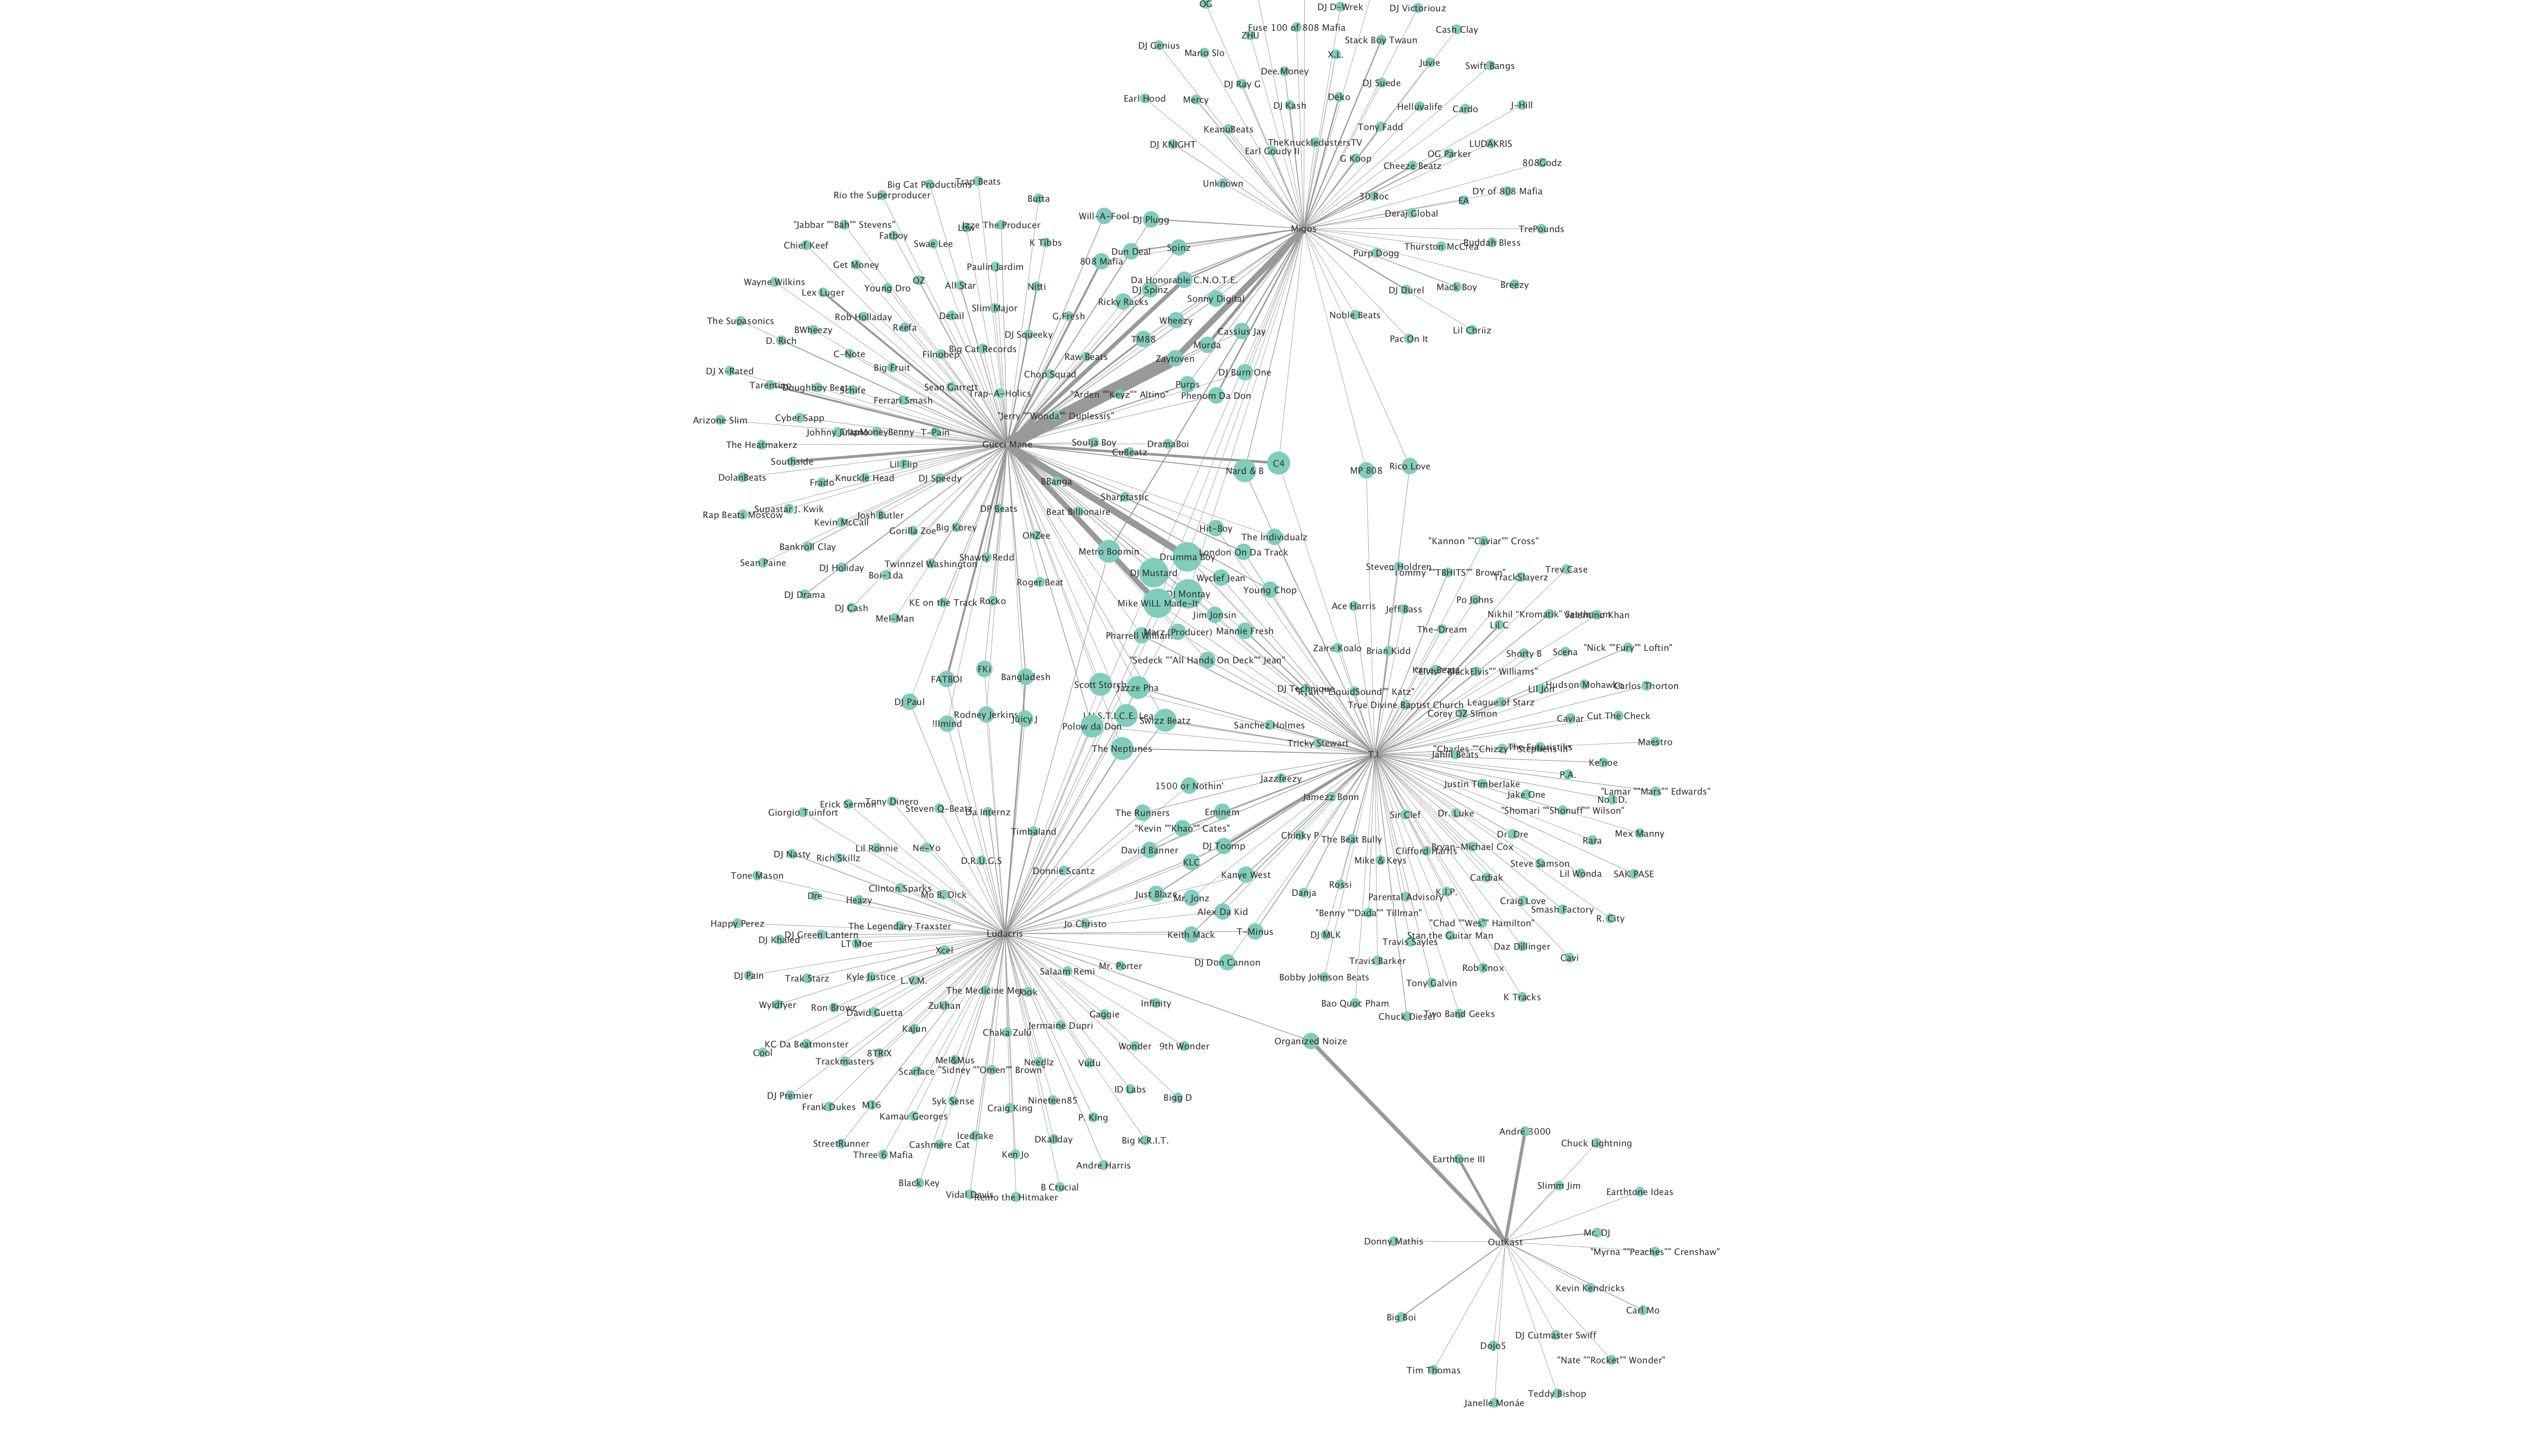 OG
DJ D-Wrek
DJ Victoriouz
Fuse 100 of 808 Mafia
ZHU
Cash Clay
Stack Boy Twaun
DJ Genius
Mario Slo
X.L.
Juvie
Swift Bangs
Dee.Money
DJ Ray G
DJ Suede
Earl Hood
Mercy
DJ Kash
Deko
Helluvalife
Cardo
J-Hill
KeanuBeats
Tony Fadd
DJ KNIGHT
TheKnuckledustersTV
Earl Goudy II
G Koop
OG Parker
LUDAKRIS
Cheeze Beatz
808Godz
Unknown
30 Roc
EA
DY of 808 Mafia
Deraj Global
Migos
TrePounds
Thurston McCrea
Buddah Bless
Purp Dogg
DJ Durel
Mack Boy
Breezy
Noble Beats
Lil Chriiz
Pac On It
Big Cat Productions
Trap Beats
Rio the Superproducer
Butta
"Jabbar ""Bah"" Stevens"
Izze The Producer
Will-A-Fool
DJ Plugg
Fatboy
Chief Keef
Swae Lee
K Tibbs
Dun Deal
Spinz
808 Mafia
Get Money
Paulin Jardim
Wayne Wilkins
Lex Luger
Young Dro
OZ
All Star
Nitti
Da Honorable C.N.O.T.E.
DJ Spinz
Ricky Racks
Sonny Digital
Slim Major
Detail
G.Fresh
Wheezy
The Supasonics
Rob Holladay
Reefa
BWheezy
DJ Squeeky
Cassius Jay
D. Rich
TM88
Murda
C-Note
Filnobep
Big Cat Records
Raw Beats
Zaytoven
DJ X-Rated
Big Fruit
Chop Squad
DJ Burn One
Tarentino
Doughboy Beat
Schife
Sean Garrett
Trap-A-Holics
Purps
"Arden ""Keyz"" Altino"
Phenom Da Don
Ferrari Smash
Arizone Slim
Cyber Sapp
"Jerry ""Wonda"" Duplessis"
Johhny Juliano
Benny
T-Pain
The Heatmakerz
Gucci Mane
Soulja Boy
DramaBoi
CuBeatz
Southside
Lil Flip
Nard & B
C4
MP 808
Rico Love
DolanBeats
Frado
Knuckle Head
DJ Speedy
BBanga
Sharptastic
Rap Beats Moscow
Supastar J. Kwik
Kevin McCall
Josh Butler
DP Beats
Beat Billionaire
Gorilla Zoe
Big Korey
OhZee
Hit-Boy
The Individualz
Bankroll Clay
Sean Paine
DJ Holiday
Twinnzel Washington
Shawty Redd
Metro Boomin
Drumma Boy
London On Da Track
Boi-1da
DJ Mustard
Wyclef Jean
Roger Beat
Young Chop
DJ Drama
DJ Cash
KE on the Track
Rocko
DJ Montay
Mike WiLL Made-It
Mel-Man
Jim Jonsin
Marz (Producer)
Mannie Fresh
"Sedeck ""All Hands On Deck"" Jean"
"Kannon ""Caviar"" Cross"
Steven Holdren
Tommy ""TBHITS"" Brown"
TrackSlayerz
Trev Case
Ace Harris
Jeff Bass
Po Johns
Lil C
Valentino Khan
The-Dream
Zaire Koalo
Brian Kidd
Shorty B
Scena
"Nick ""Fury"" Loftin"
Kane Beatz
DJ Technique
"Ryan ""LiquidSound"" Katz"
Lil Jon
Hudson Mohawke
Carlos Thorton
True Divine Baptist Church
League of Starz
Corey OZ Simon
Caviar
Cut The Check
Sanchez Holmes
Tricky Stewart
T.I.
Jahlil Beats
The Futuristiks
"Charles ""Chizzy"" Stephens III"
Maestro
Ke'noe
P.A.
FATBOI
FKi
Bangladesh
Scott Storch
Jazze Pha
DJ Paul
!llmind
Rodney Jerkins
Juicy J
Polow da Don
Swizz Beatz
The Neptunes
Jazzfeezy
1500 or Nothin'
Jamezz Bonn
Justin Timberlake
Jake One
"Lamar ""Mars"" Edwards"
No I.D.
"Shomari ""Shonuff"" Wilson"
Giorgio Tuinfort
Erick Sermon
Tony Dinero
Steven Q-Beatz
Da Internz
Timbaland
The Runners
Eminem
"Kevin ""Khao"" Cates"
Chinky P
The Beat Bully
Sir Clef
Dr. Luke
Dr. Dre
Rara
Mex Manny
DJ Nasty
Rich Skillz
Lil Ronnie
Ne-Yo
D.R.U.G.S
David Banner
DJ Toomp
KLC
Mike & Keys
Clifford Harris
Bryan-Michael Cox
Steve Samson
Lil Wonda
SAK PASE
Tone Mason
Donnie Scantz
Kanye West
Rossi
Cardiak
Dre
Heazy
Clinton Sparks
Mo B. Dick
Just Blaze
Mr. Jonz
Danja
Parental Advisory
K.I.P.
Craig Love
Smash Factory
R. City
Alex Da Kid
"Benny ""Dada"" Tillman"
"Chad ""Wes"" Hamilton"
Happy Perez
The Legendary Traxster
Jo Christo
Ludacris
Keith Mack
T-Minus
DJ MLK
Stan the Guitar Man
Travis Sayles
Daz Dillinger
Cavi
DJ Khaled
DJ Green Lantern
LT Moe
Xcel
Mr. Porter
DJ Don Cannon
Travis Barker
Rob Knox
DJ Pain
Trak Starz
Kyle Justice
L.V.M.
Salaam Remi
Bobby Johnson Beats
Tony Galvin
The Medicine Men
Jook
Wyldfyer
Ron Browz
David Guetta
Zukhan
Infinity
Bao Quoc Pham
K Tracks
Gaggie
Chuck Diesel
Two Band Geeks
Kajun
Chaka Zulu
Jermaine Dupri
Organized Noize
Cool
KC Da Beatmonster
8TRIX
Wonder
9th Wonder
Trackmasters
Mel&Mus
Needlz
Vudu
Scarface
"Sidney ""Omen"" Brown"
DJ Premier
Frank Dukes
M16
Syk Sense
Nineteen85
ID Labs
Bigg D
Kamau Georges
Craig King
P. King
StreetRunner
Cashmere Cat
Icedrake
DKallday
Big K.R.I.T.
Three 6 Mafia
Ken Jo
Andre Harris
Black Key
Vidal Davis
Remo the Hitmaker
B Crucial
Andre 3000
Chuck Lightning
Earthtone III
Slimm Jim
Earthtone Ideas
Mr. DJ
Donny Mathis
OutKast
"Myrna ""Peaches"" Crenshaw"
Kevin Kendricks
Carl Mo
Big Boi
DJ Cutmaster Swiff
Dojo5
"Nate ""Rocket"" Wonder"
Tim Thomas
Teddy Bishop
Janelle Monáe